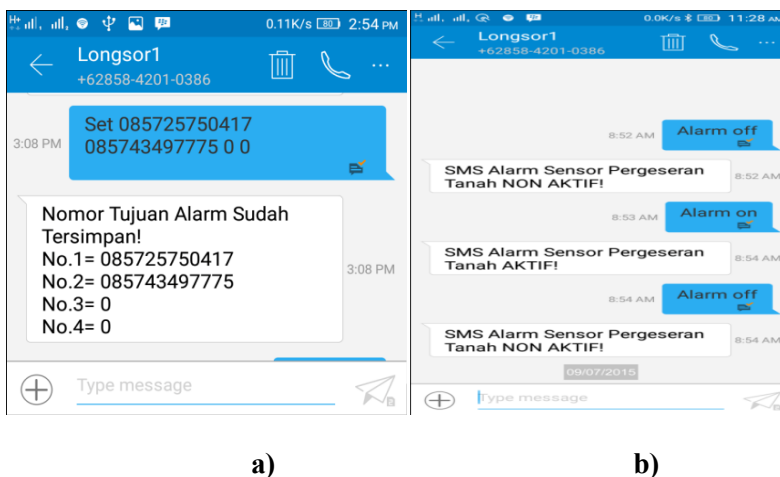 0.11K/s 80 2:54 PM
Longsor1
+62858-4201-0386
3:08 PM
Set 085725750417
085743497775 0 0
Nomor Tujuan Alarm Sudah
Tersimpan!
No.1= 085725750417
No.2= 085743497775
No.3= 0
No.4= 0
3:08 PM
Type message
a)
0.0K/s 80 11:28 AM
Longsor1
+62858-4201-0386
8:52 AM
Alarm off
SMS Alarm Sensor Pergeseran
Tanah NON AKTIF!
8:52 AM
8:53 AM
Alarm on
SMS Alarm Sensor Pergeseran
Tanah AKTIF!
8:54 AM
8:54 AM
Alarm off
SMS Alarm Sensor Pergeseran
Tanah NON AKTIF!
8:54 AM
09/07/2015
Type message
b)